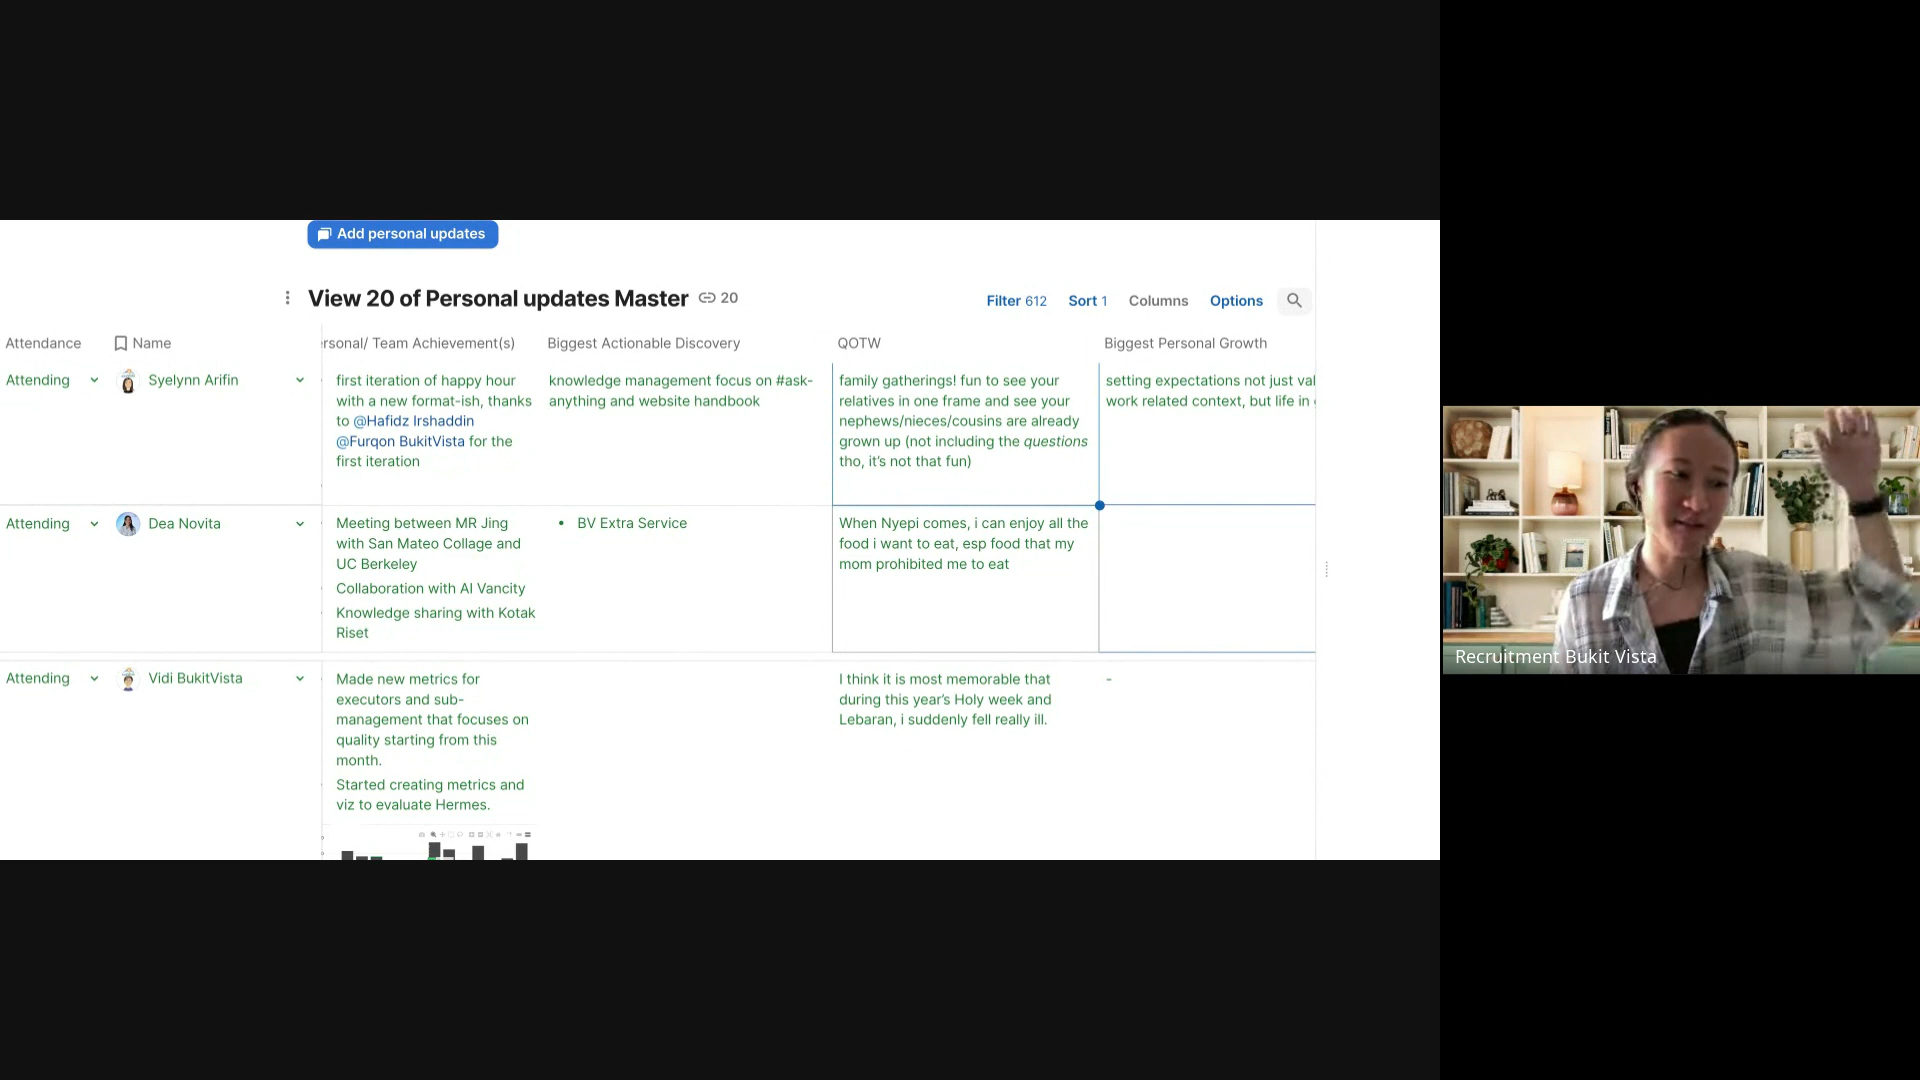 Add personal updates
View 20 of Personal updates Master 20
Filter 612 Sort 1 Columns Options
Attendance Name rsonal/ Team Achievement(s) Biggest Actionable Discovery QOTW Biggest Personal Growth
Attending Syelynn Arifin
first iteration of happy hour
with a new format-ish, thanks
to @Hafidz Irshaddin
@Furqon BukitVista for the
first iteration
knowledge management focus on #ask-
anything and website handbook
family gatherings! fun to see your
relatives in one frame and see your
nephews/nieces/cousins are already
grown up (not including the questions
tho, it's not that fun)
setting expectations not just val
work related context, but life in
Attending Dea Novita
Meeting between MR Jing
with San Mateo Collage and
UC Berkeley
Collaboration with AI Vancity
Knowledge sharing with Kotak
Riset
• BV Extra Service
When Nyepi comes, i can enjoy all the
food i want to eat, esp food that my
mom prohibited me to eat
Attending Vidi BukitVista
Made new metrics for
executors and sub-
management that focuses on
quality starting from this
month.
Started creating metrics and
viz to evaluate Hermes.
I think it is most memorable that
during this year's Holy week and
Lebaran, i suddenly fell really ill.
-
Recruitment Bukit Vista